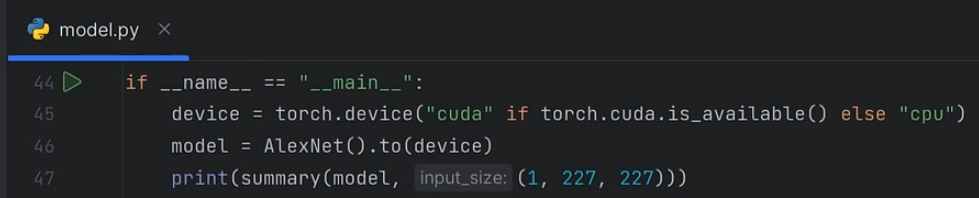 model.py
44 if __name__ == "__main__":
45 device = torch.device("cuda" if torch.cuda.is_available() else "cpu")
46 model = AlexNet().to(device)
47 print(summary(model, input_size: (1, 227, 227)))